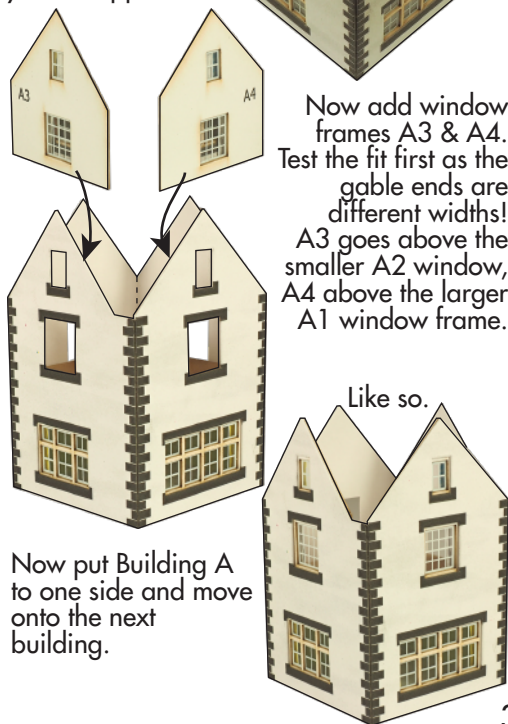 A3
A4
Now add window
frames A3 & A4.
Test the fit first as the
gable ends are
different widths!
A3 goes above the
smaller A2 window,
A4 above the larger
A1 window frame.
Like so.
Now put Building A
to one side and move
onto the next
building.